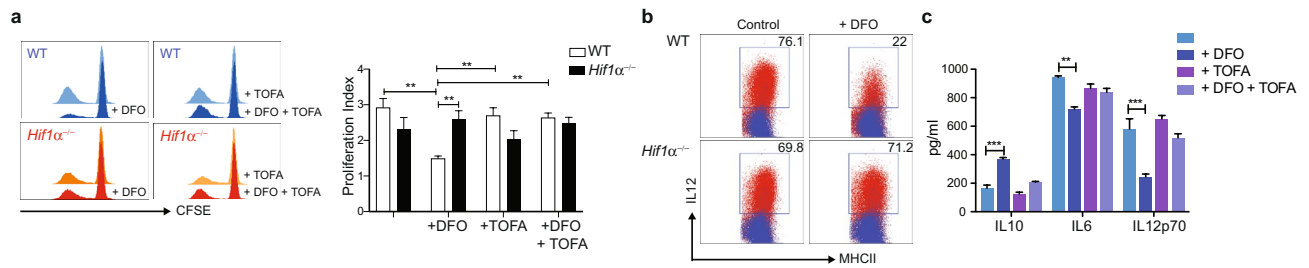 a
WT
+ DFO
WT
+ TOFA
+ DFO + TOFA
Hif1α⁻/⁻
+ DFO
Hif1α⁻/⁻
+ TOFA
+ DFO + TOFA
CFSE
WT
Hif1α⁻/⁻
Proliferation Index
4
3
2
1
0
**
**
**
**
+DFO
+TOFA
+DFO
+ TOFA
b
Control
+ DFO
WT
76.1
22
Hif1α⁻/⁻
69.8
71.2
IL12
MHCII
c
+ DFO
+ TOFA
+ DFO + TOFA
pg/ml
1000
800
600
400
200
0
***
**
***
IL10
IL6
IL12p70